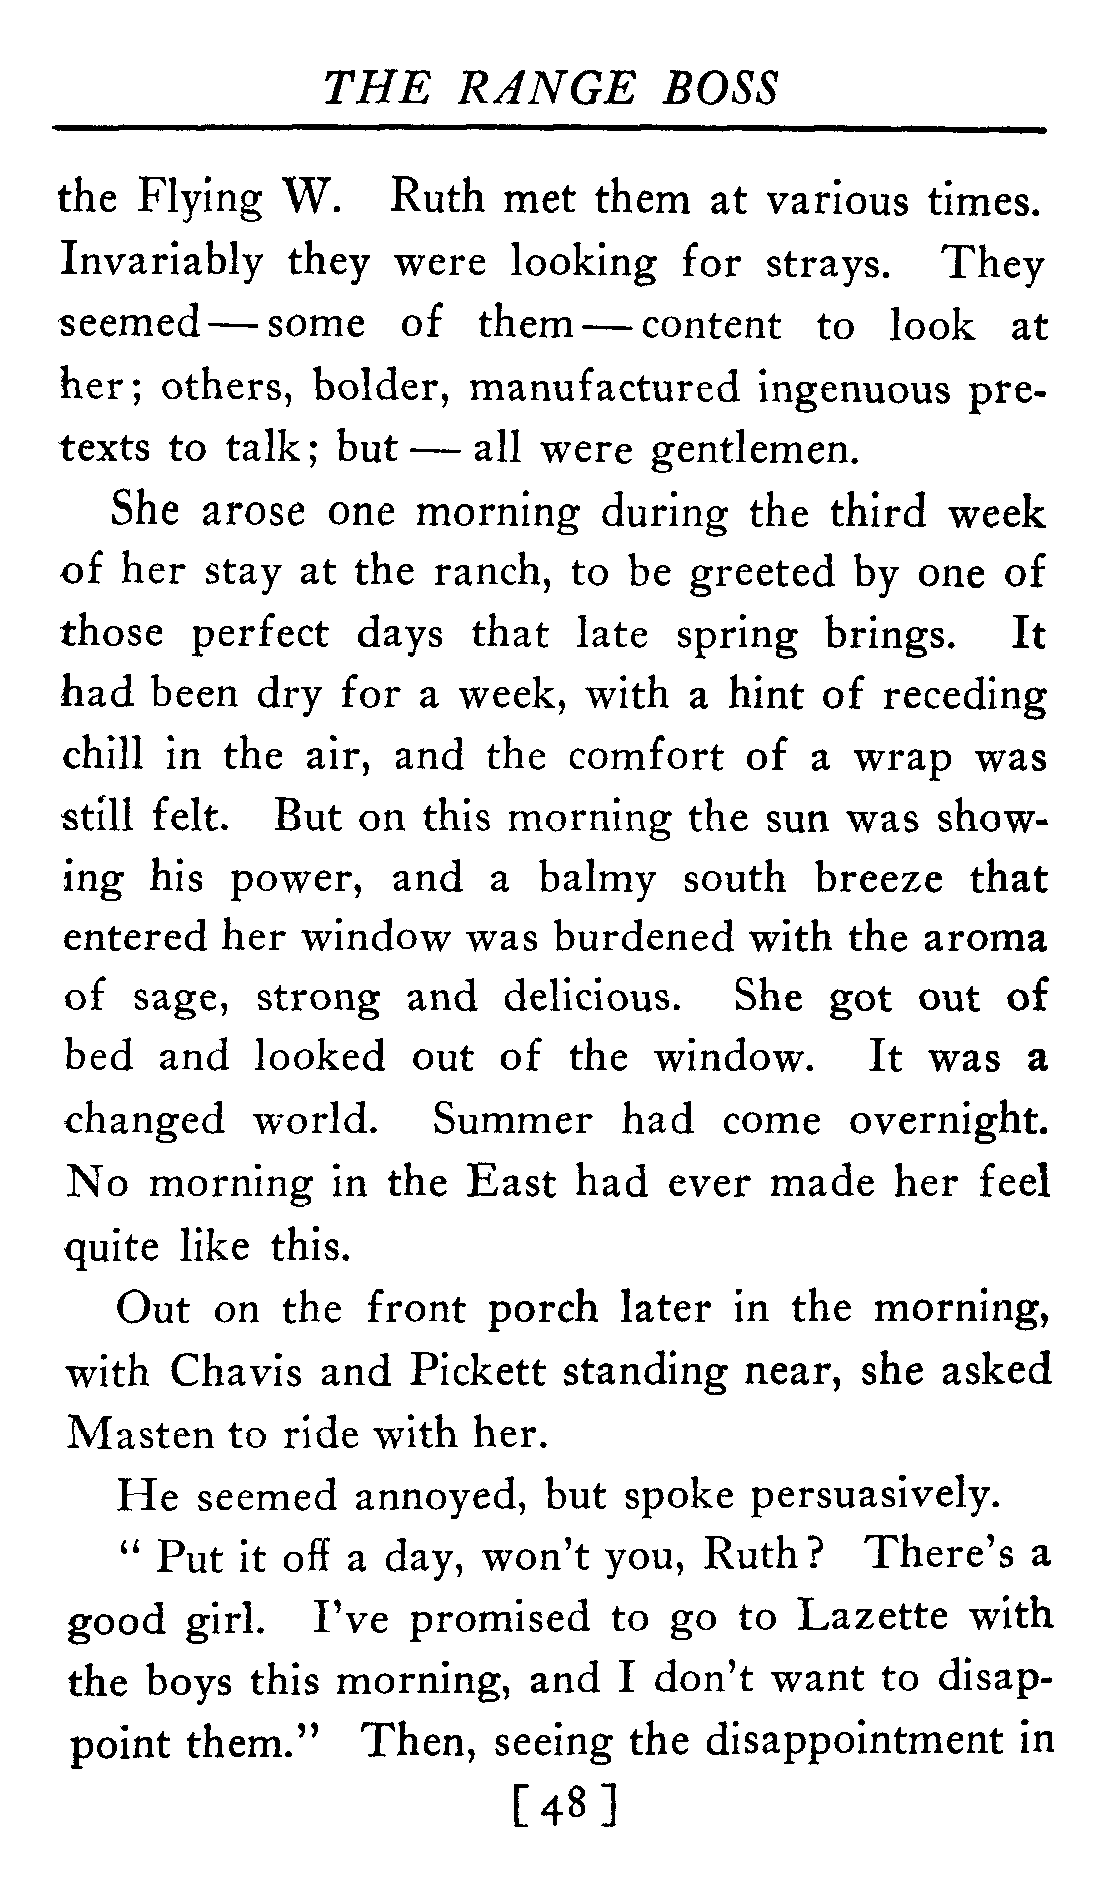 THE RANGE BOSS
the Flying W. Ruth met them at various times.
Invariably they were looking for strays. They
seemed — some of them — content to look at
her; others, bolder, manufactured ingenuous pre-
texts to talk; but — all were gentlemen.
She arose one morning during the third week
of her stay at the ranch, to be greeted by one of
those perfect days that late spring brings. It
had been dry for a week, with a hint of receding
chill in the air, and the comfort of a wrap was
still felt. But on this morning the sun was show-
ing his power, and a balmy south breeze that
entered her window was burdened with the aroma
of sage, strong and delicious. She got out of
bed and looked out of the window. It was a
changed world. Summer had come overnight.
No morning in the East had ever made her feel
quite like this.
Out on the front porch later in the morning,
with Chavis and Pickett standing near, she asked
Masten to ride with her.
He seemed annoyed, but spoke persuasively.
“ Put it off a day, won’t you, Ruth? There’s a
good girl. I’ve promised to go to Lazette with
the boys this morning, and I don’t want to disap-
point them.” Then, seeing the disappointment in
[ 48 ]